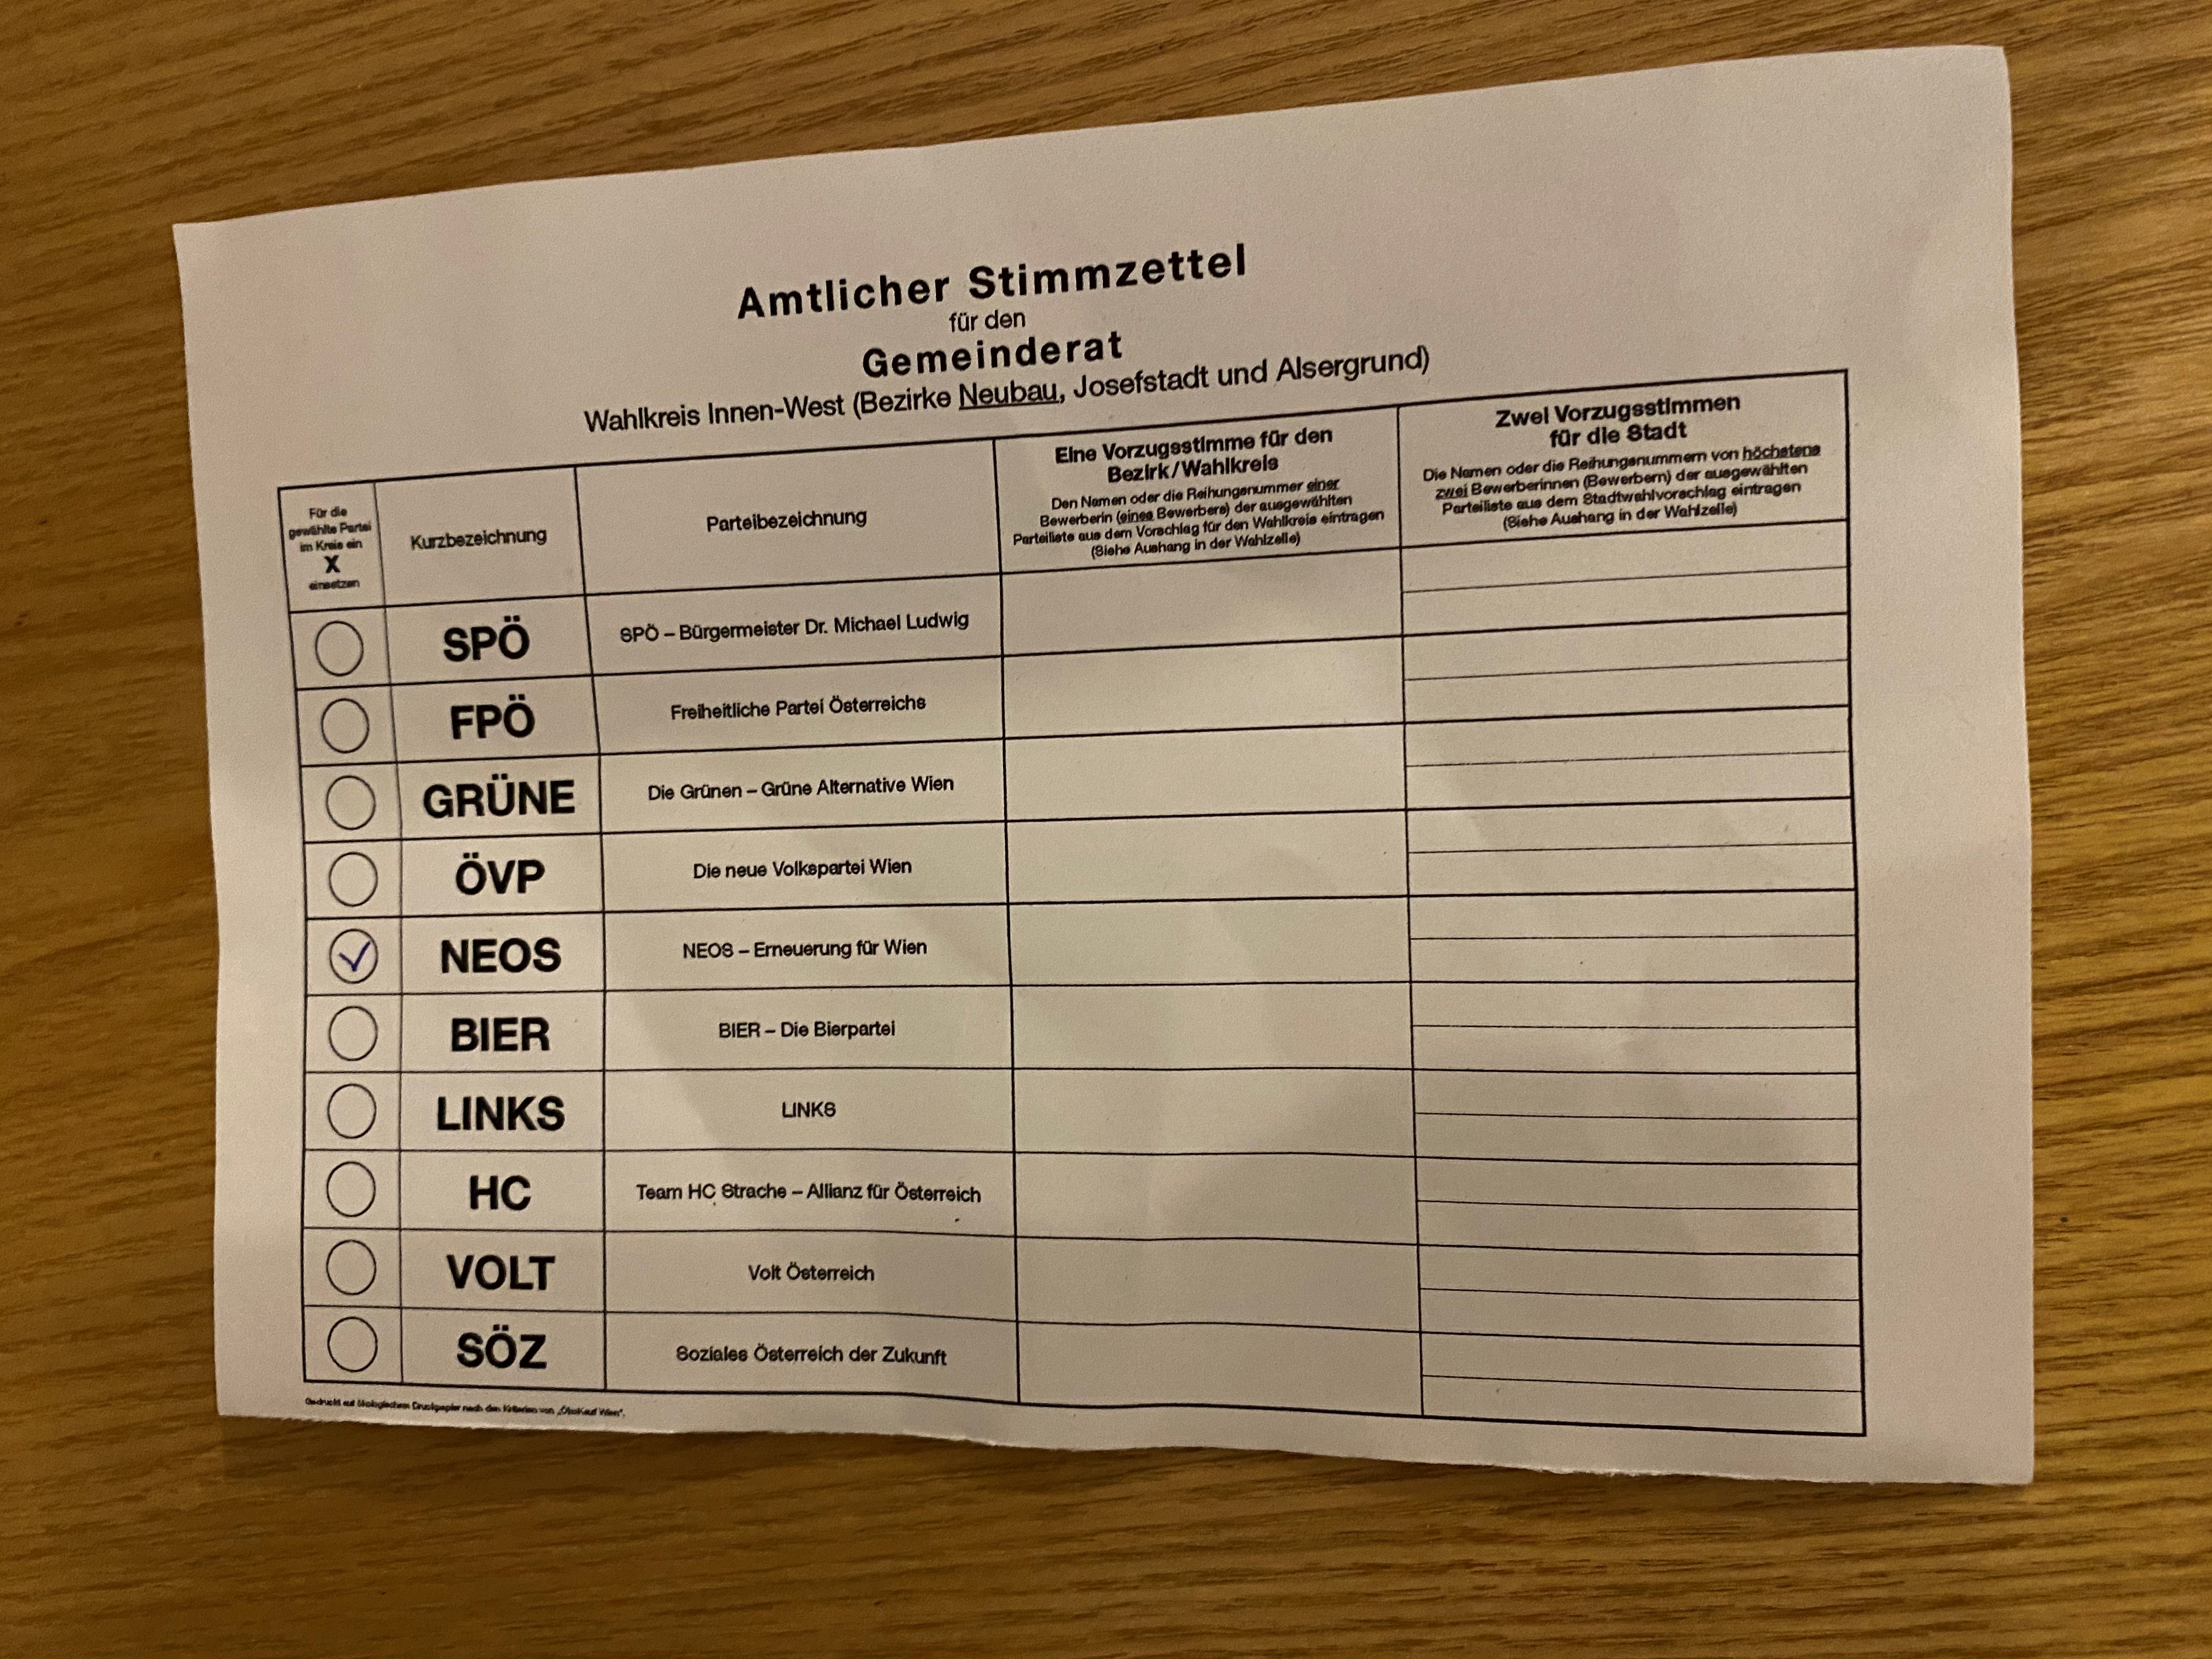 Amtlicher Stimmzettel
für den
Gemeinderat
Wahlkreis Innen-West (Bezirke Neubau, Josefstadt und Alsergrund)
Für die
gewählte Partei
im Kreis ein
X
einsetzen
Kurzbezeichnung
Parteibezeichnung
Eine Vorzugsstimme für den
Bezirk/Wahlkreis
Den Namen oder die Reihungsnummer einer
Bewerberin (eines Bewerbers) der ausgewählten
Parteiliste aus dem Vorschlag für den Wahlkreis eintragen
(Siehe Aushang in der Wahlzelle)
Zwei Vorzugsstimmen
für die Stadt
Die Namen oder die Reihungsnummern von höchstens
zwei Bewerberinnen (Bewerbern) der ausgewählten
Parteiliste aus dem Stadtwahlvorschlag eintragen
(Siehe Aushang in der Wahlzelle)
SPÖ SPÖ – Bürgermeister Dr. Michael Ludwig
FPÖ Freiheitliche Partei Österreichs
GRÜNE Die Grünen – Grüne Alternative Wien
ÖVP Die neue Volkspartei Wien
NEOS NEOS – Erneuerung für Wien
BIER BIER – Die Bierpartei
LINKS LINKS
HC Team HC Strache – Allianz für Österreich
VOLT Volt Österreich
SÖZ Soziales Österreich der Zukunft
Gedruckt auf ökologischem Druckpapier nach den Kriterien von „ÖkoKauf Wien“.